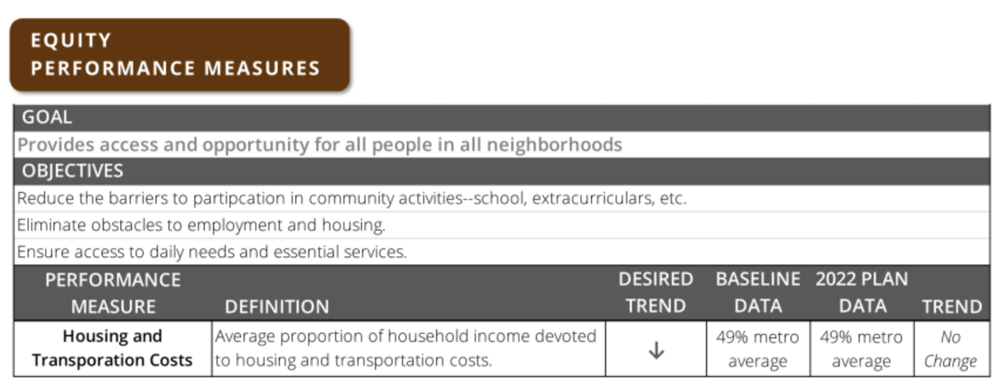 EQUITY
PERFORMANCE MEASURES
GOAL
Provides access and opportunity for all people in all neighborhoods
OBJECTIVES
Reduce the barriers to partipcation in community activities--school, extracurriculars, etc.
Eliminate obstacles to employment and housing.
Ensure access to daily needs and essential services.
PERFORMANCE MEASURE
DEFINITION
DESIRED TREND
BASELINE DATA
2022 PLAN DATA
TREND
Housing and
Transporation Costs
Average proportion of household income devoted
to housing and transportation costs.
↓
49% metro
average
49% metro
average
No
Change